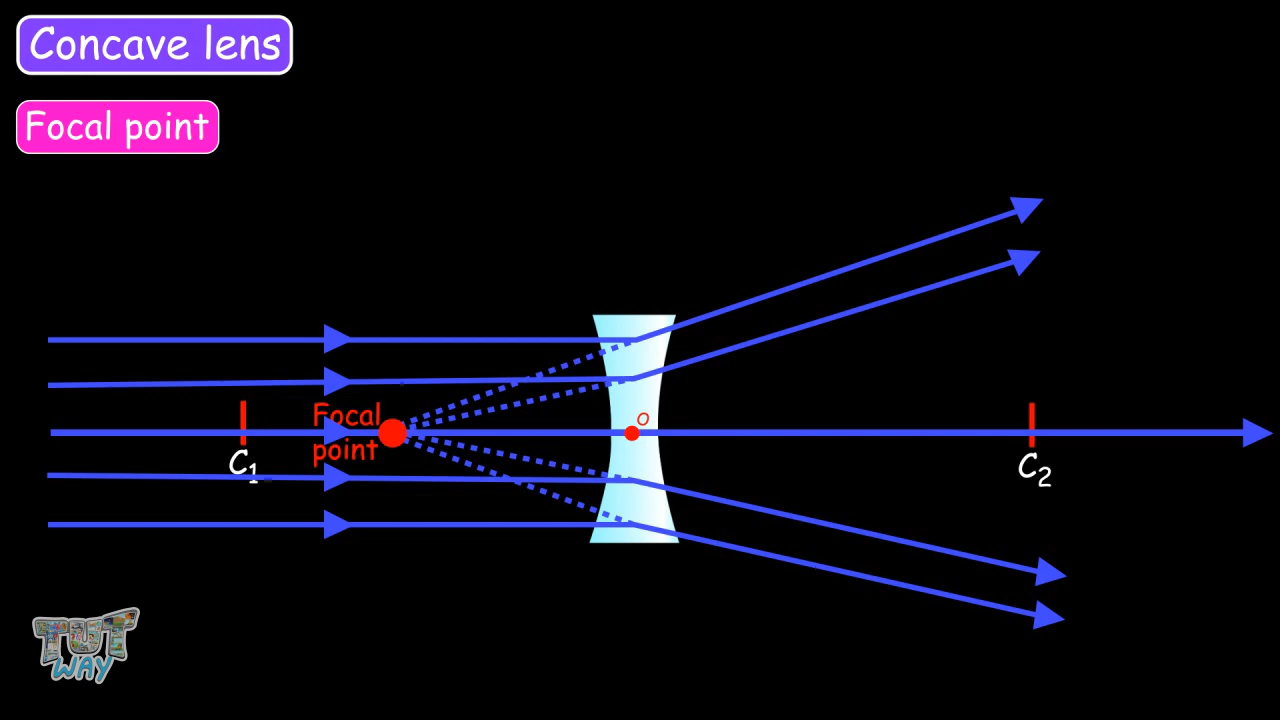 Concave lens
Focal point
Focal
point
O
C₁
C₂
TUT
WAY